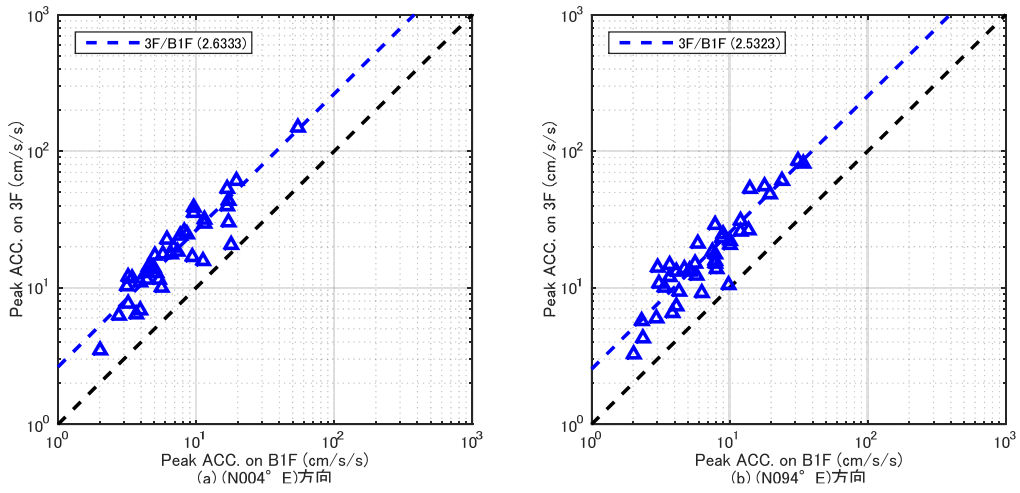 10³
10²
10¹
10⁰
Peak ACC. on 3F (cm/s/s)
3F/B1F (2.6333)
10⁰ 10¹ 10² 10³
Peak ACC. on B1F (cm/s/s)
(a) (N004° E)方向
10³
10²
10¹
10⁰
Peak ACC. on 3F (cm/s/s)
3F/B1F (2.5323)
10⁰ 10¹ 10² 10³
Peak ACC. on B1F (cm/s/s)
(b) (N094° E)方向